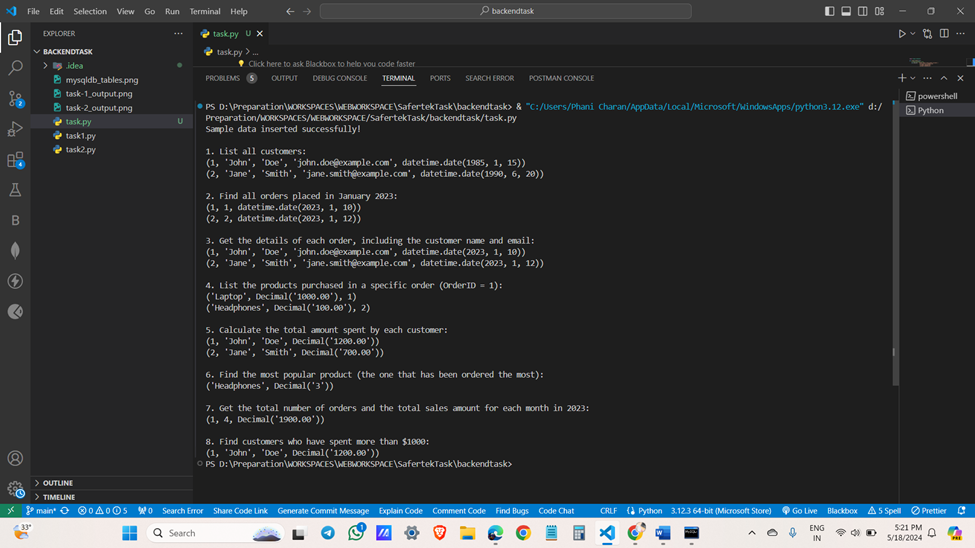 File Edit Selection View Go Run Terminal Help
backendtask
EXPLORER
BACKENDTASK
.idea
mysqldb_tables.png
task-1_output.png
task-2_output.png
task.py U
task1.py
task2.py
OUTLINE
TIMELINE
2
4
B
task.py U
task.py > ...
Click here to ask Blackbox to help you code faster
PROBLEMS 5 OUTPUT DEBUG CONSOLE TERMINAL PORTS SEARCH ERROR POSTMAN CONSOLE
powershell
Python
PS D:\Preparation\WORKSPACES\WEBWORKSPACE\SafertekTask\backendtask> & "C:/Users/Phani Charan/AppData/Local/Microsoft/WindowsApps/python3.12.exe" d:/
Preparation/WORKSPACES/WEBWORKSPACE/SafertekTask/backendtask/task.py
Sample data inserted successfully!
1. List all customers:
(1, 'John', 'Doe', 'john.doe@example.com', datetime.date(1985, 1, 15))
(2, 'Jane', 'Smith', 'jane.smith@example.com', datetime.date(1990, 6, 20))
2. Find all orders placed in January 2023:
(1, 1, datetime.date(2023, 1, 10))
(2, 2, datetime.date(2023, 1, 12))
3. Get the details of each order, including the customer name and email:
(1, 'John', 'Doe', 'john.doe@example.com', datetime.date(2023, 1, 10))
(2, 'Jane', 'Smith', 'jane.smith@example.com', datetime.date(2023, 1, 12))
4. List the products purchased in a specific order (OrderID = 1):
('Laptop', Decimal('1000.00'), 1)
('Headphones', Decimal('100.00'), 2)
5. Calculate the total amount spent by each customer:
(1, 'John', 'Doe', Decimal('1200.00'))
(2, 'Jane', 'Smith', Decimal('700.00'))
6. Find the most popular product (the one that has been ordered the most):
('Headphones', Decimal('3'))
7. Get the total number of orders and the total sales amount for each month in 2023:
(1, 4, Decimal('1900.00'))
8. Find customers who have spent more than $1000:
(1, 'John', 'Doe', Decimal('1200.00'))
PS D:\Preparation\WORKSPACES\WEBWORKSPACE\SafertekTask\backendtask>
main* 0 0 5 0 Search Error Share Code Link Generate Commit Message Explain Code Comment Code Find Bugs Code Chat CRLF Python 3.12.3 64-bit (Microsoft Store) Go Live Blackbox 5 Spell Prettier
33° Search 1 ENG IN 5:21 PM 5/18/2024